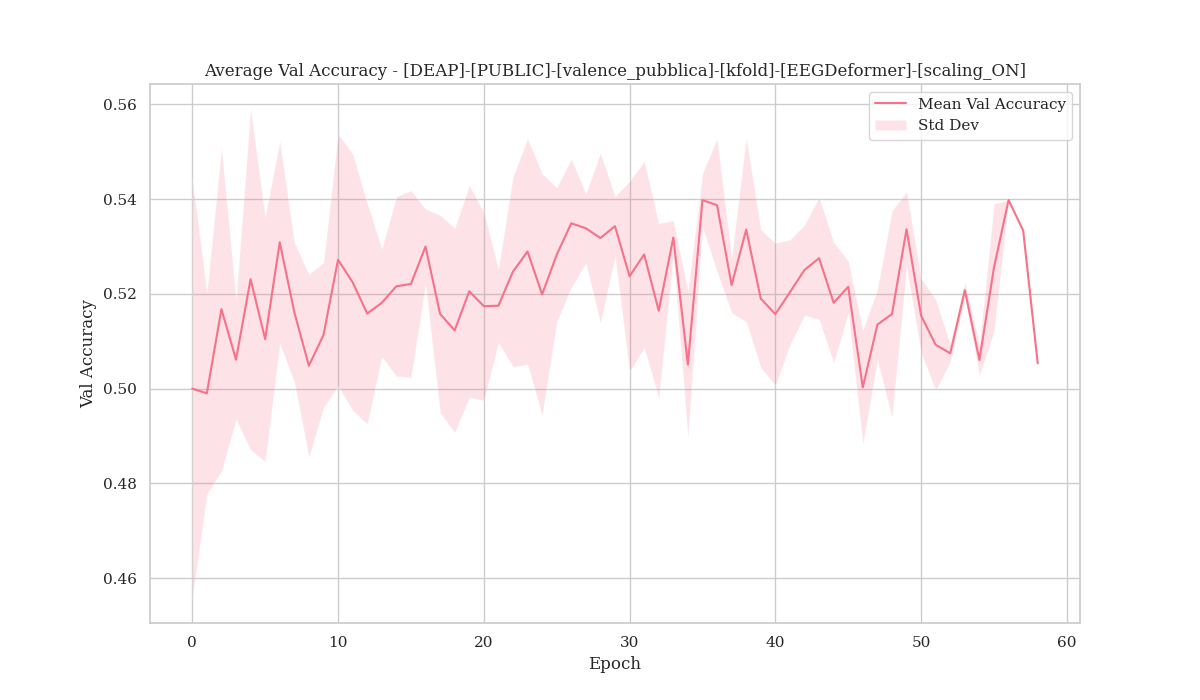 Average Val Accuracy - [DEAP]-[PUBLIC]-[valence_pubblica]-[kfold]-[EEGDeformer]-[scaling_ON]
Mean Val Accuracy
Std Dev
Val Accuracy
0.56
0.54
0.52
0.50
0.48
0.46
0 10 20 30 40 50 60
Epoch